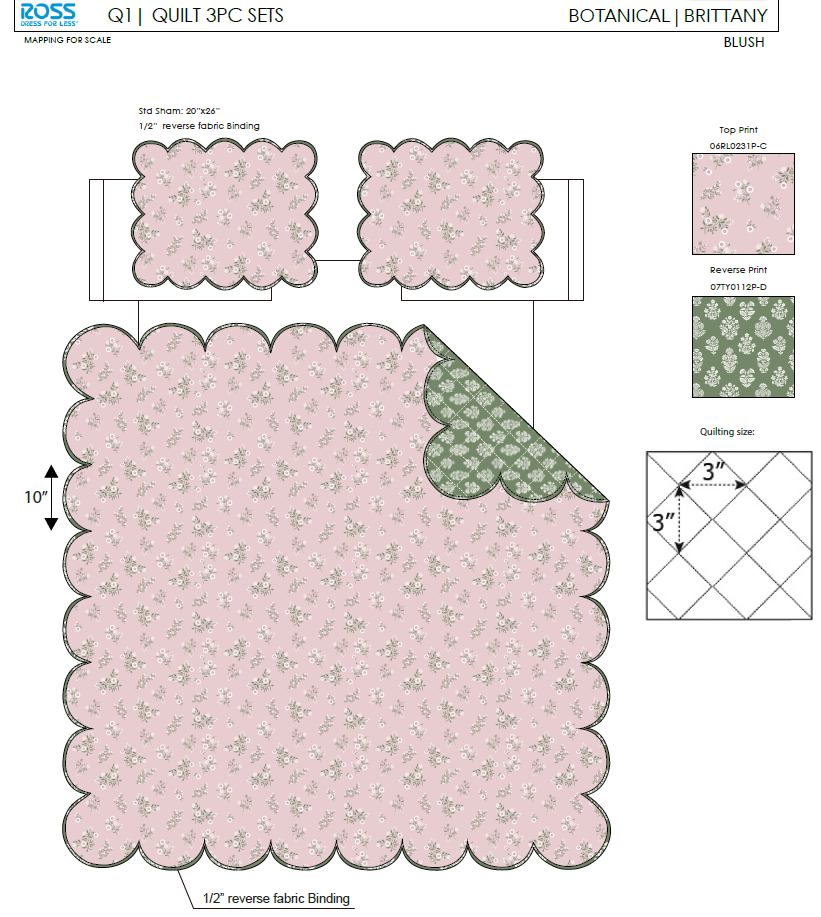 ROSS
DRESS FOR LESS
Q1| QUILT 3PC SETS
BOTANICAL | BRITTANY
MAPPING FOR SCALE
BLUSH
Std Sham: 20"x26"
1/2" reverse fabric Binding
Top Print
06RL0231P-C
Reverse Print
07TY0112P-D
Quilting size:
3"
3"
10"
1/2" reverse fabric Binding